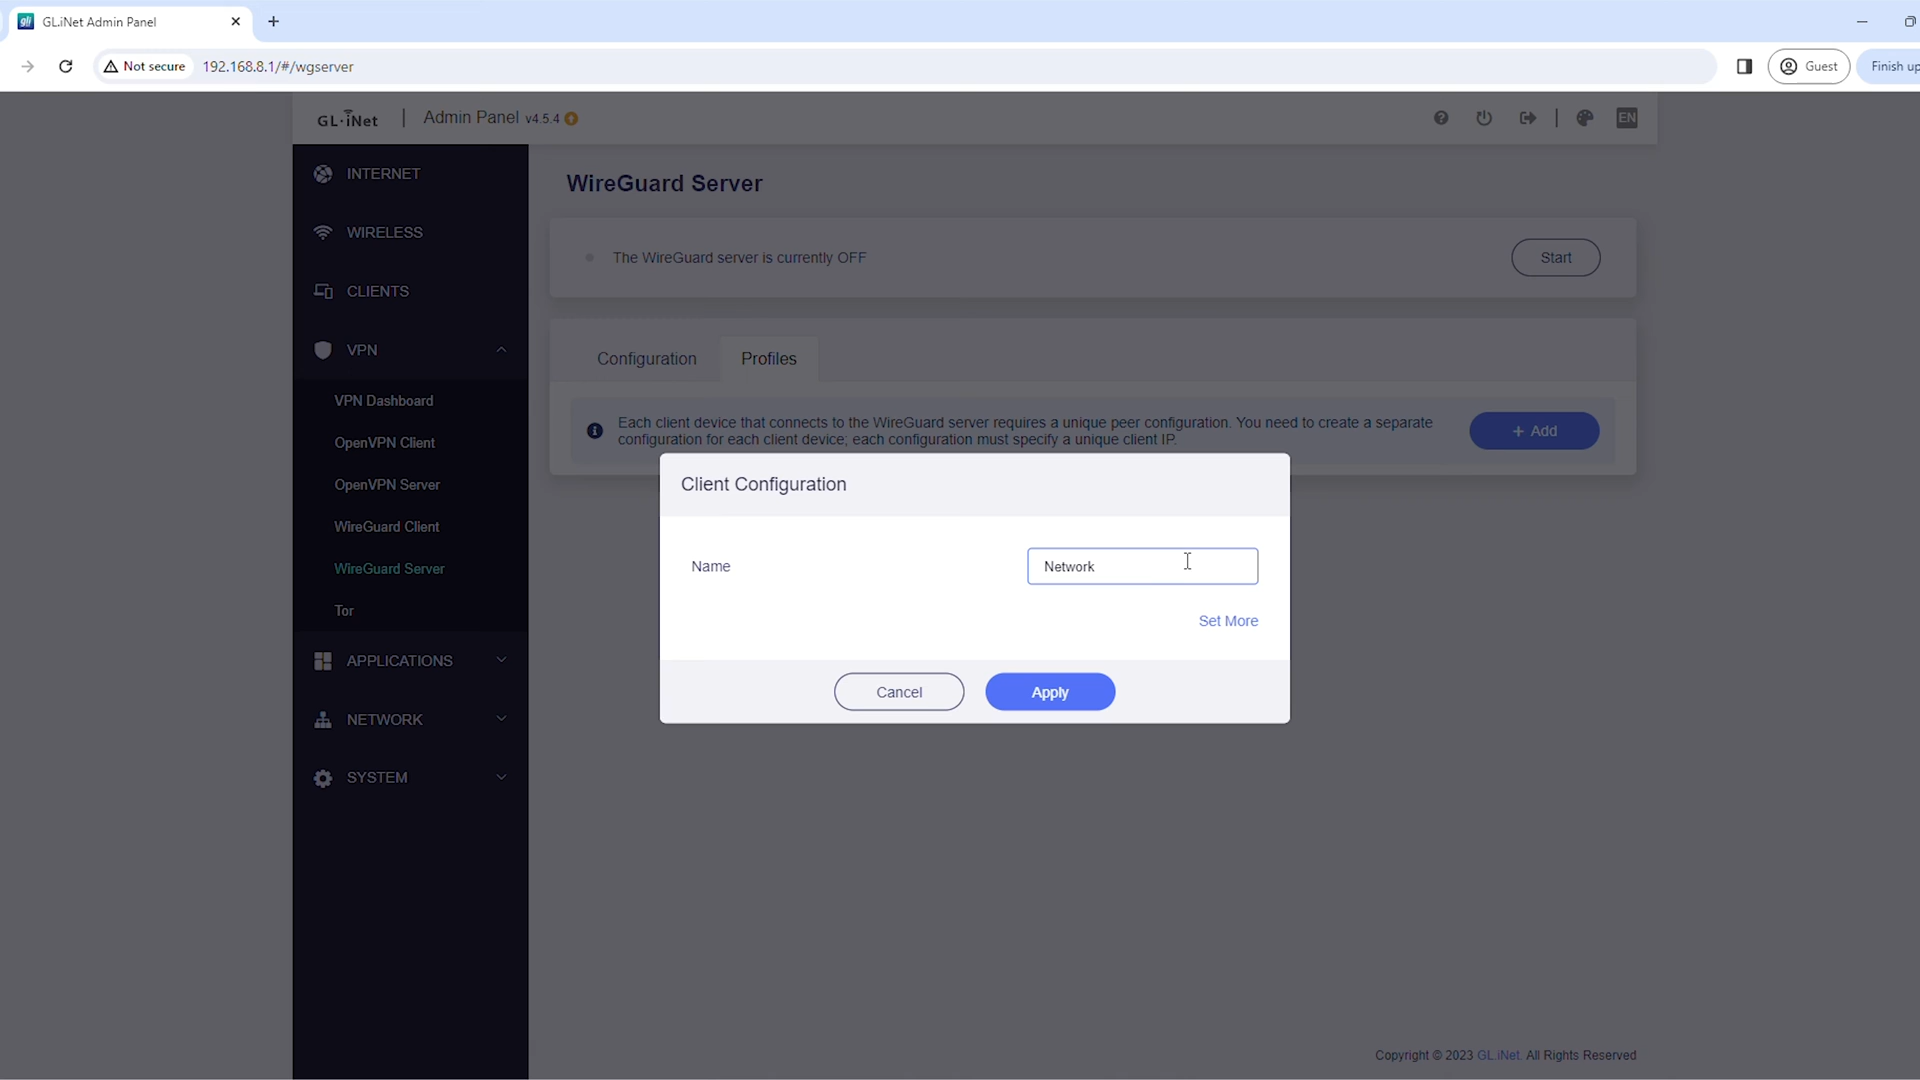 GL.iNet Admin Panel
Not secure
192.168.8.1/#/wgserver
Guest
Finish up
GL·iNet
Admin Panel v4.5.4
EN
INTERNET
WIRELESS
CLIENTS
VPN
VPN Dashboard
OpenVPN Client
OpenVPN Server
WireGuard Client
WireGuard Server
Tor
APPLICATIONS
NETWORK
SYSTEM
WireGuard Server
The WireGuard server is currently OFF
Start
Configuration
Profiles
Each client device that connects to the WireGuard server requires a unique peer configuration. You need to create a separate
configuration for each client device; each configuration must specify a unique client IP.
+ Add
Client Configuration
Name
Network
Set More
Cancel
Apply
Copyright © 2023 GL.iNet. All Rights Reserved